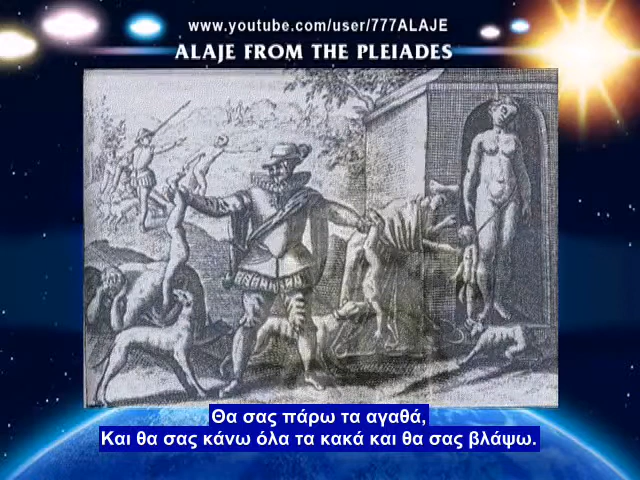 www.youtube.com/user/777ALAJE
ALAJE FROM THE PLEIADES
Θα σας πάρω τα αγαθά,
Και θα σας κάνω όλα τα κακά και θα σας βλάψω.